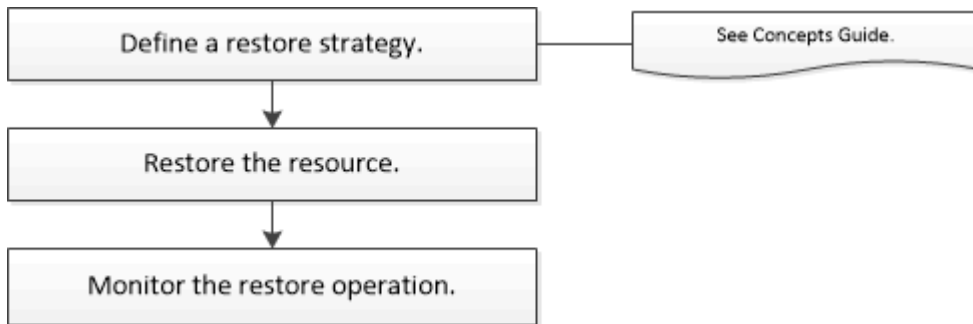 Define a restore strategy.
See Concepts Guide.
Restore the resource.
Monitor the restore operation.